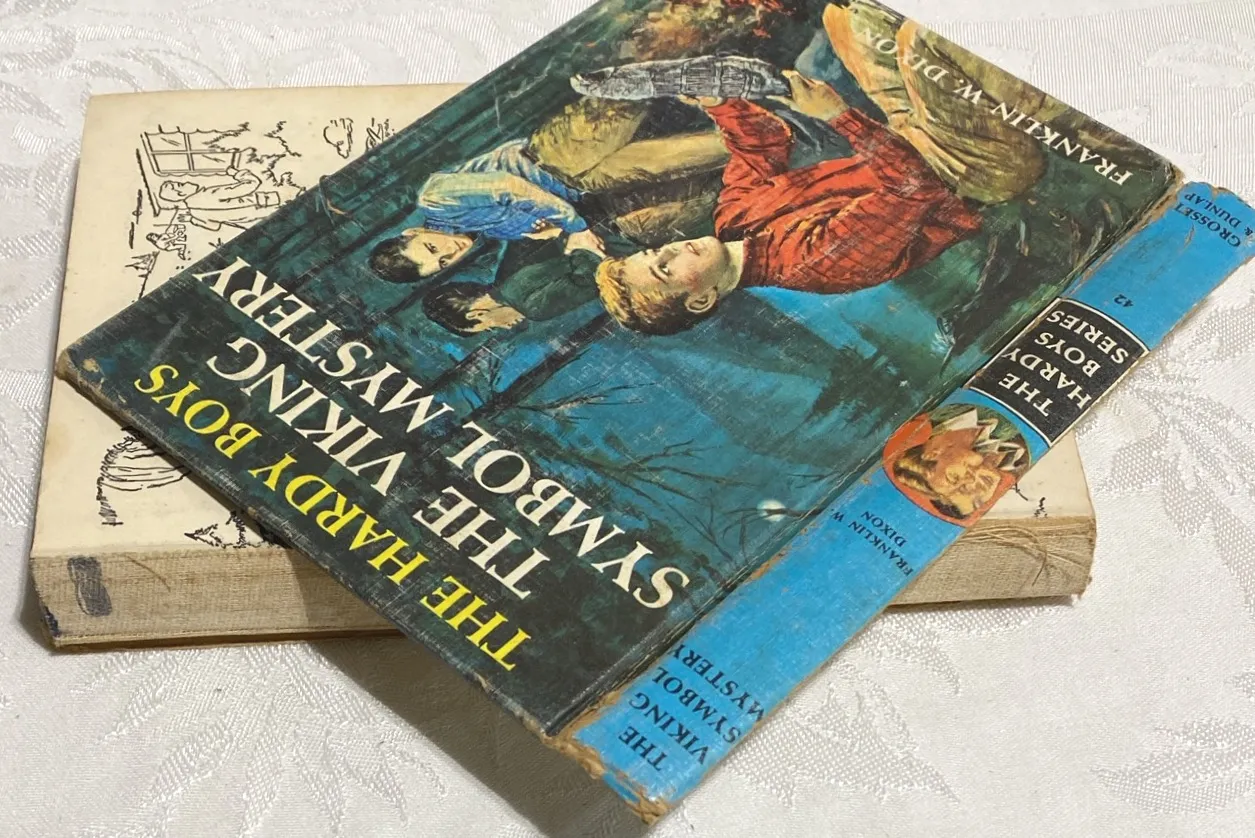 THE HARDY BOYS
THE VIKING
SYMBOL MYSTERY
FRANKLIN W. DIXON
THE
VIKING
SYMBOL
MYSTERY
FRANKLIN W.
DIXON
THE
HARDY
BOYS
SERIES
42
GROSSET
& DUNLAP